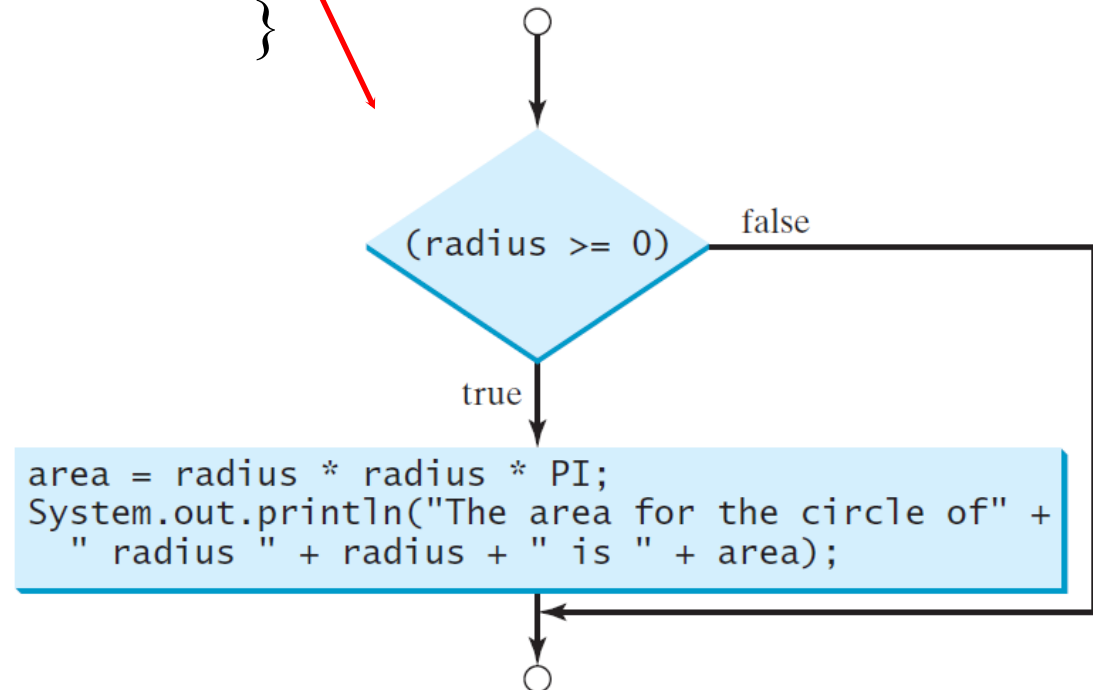 }
(radius >= 0)
false
true
area = radius * radius * PI;
System.out.println("The area for the circle of" +
" radius " + radius + " is " + area);